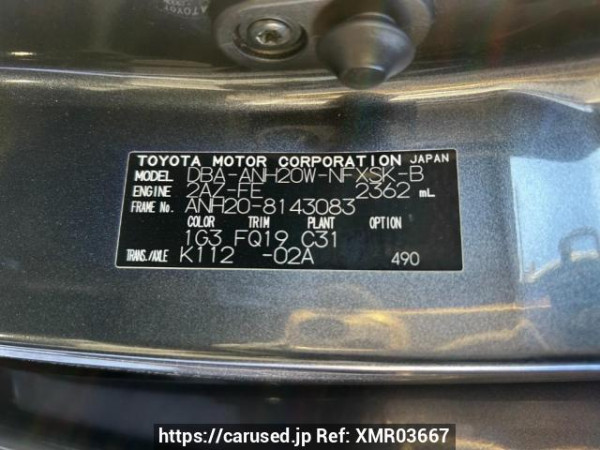 TOYOTA MOTOR CORPORATION JAPAN
MODEL DBA-ANH20W-NFXSK-B
ENGINE 2AZ-FE 2362 mL
FRAME No. ANH20-8143083
COLOR TRIM PLANT OPTION
1G3 FQ19 C31
TRANS./AXLE K112 -02A 490
https://carused.jp Ref: XMR03667